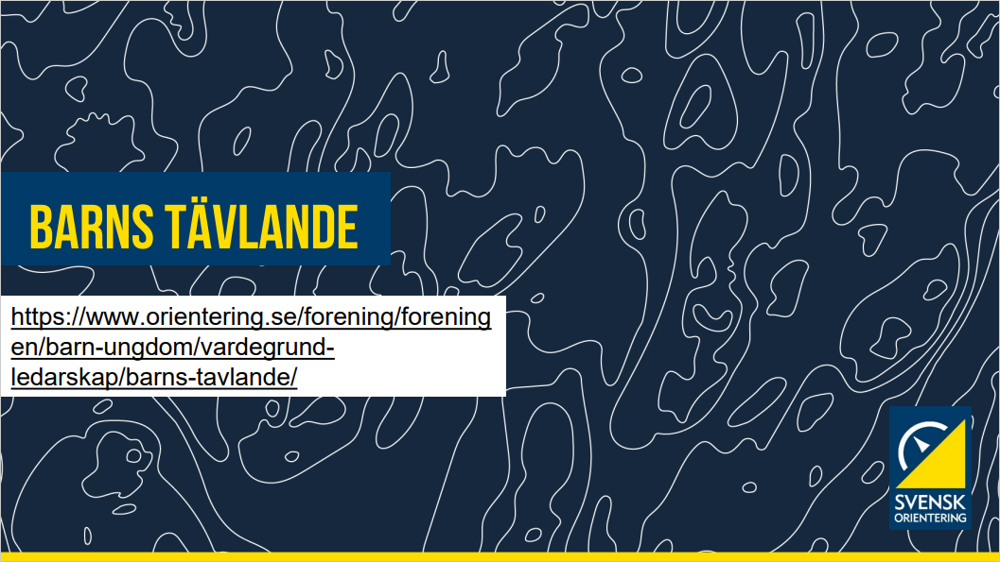 BARNS TÄVLANDE
https://www.orientering.se/forening/forening
en/barn-ungdom/vardegrund-
ledarskap/barns-tavlande/
SVENSK
ORIENTERING